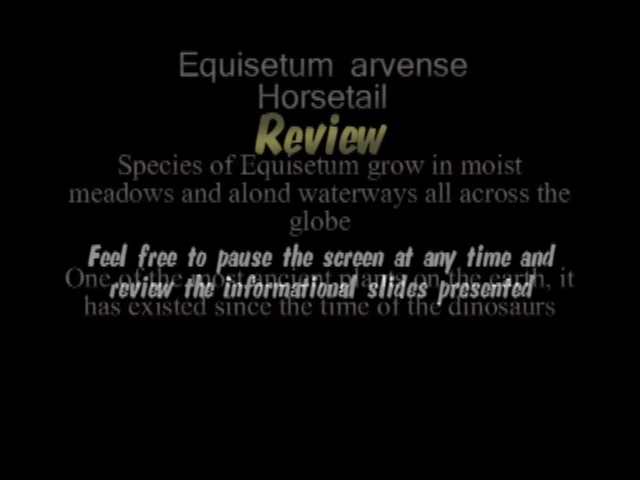 Equisetum arvense
Horsetail
Review
Species of Equisetum grow in moist
meadows and alond waterways all across the
globe
Feel free to pause the screen at any time and
One of the most ancient plants on the earth, it
review the informational slides presented
has existed since the time of the dinosaurs